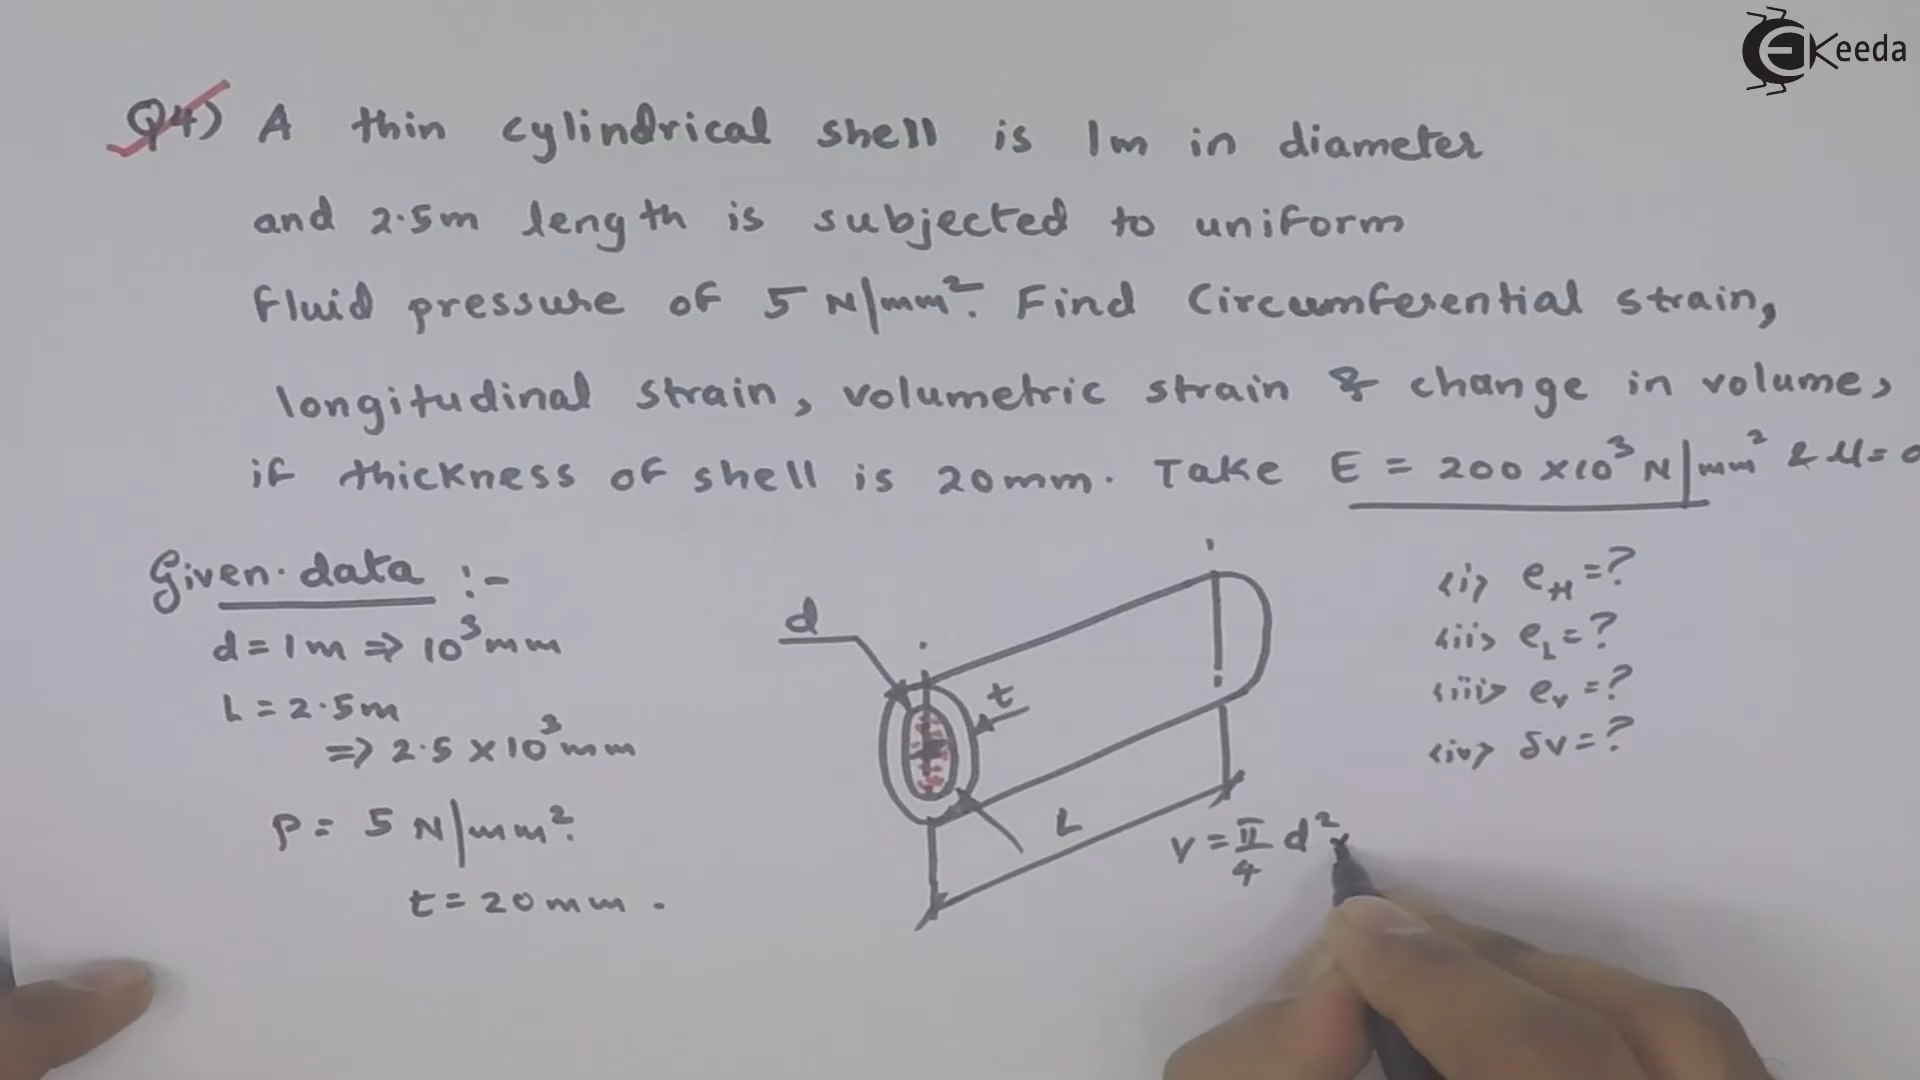 EKeeda
Q4) A thin cylindrical shell is 1m in diameter
and 2.5m length is subjected to uniform
fluid pressure of 5 N/mm². Find Circumferential strain,
longitudinal strain, volumetric strain & change in volume,
if thickness of shell is 20mm. Take E = 200 x10³ N/mm² & μ= 0
Given data :-
d = 1m => 10³ mm
L = 2.5m
=> 2.5 x 10³ mm
P = 5 N/mm².
t = 20 mm.
d
t
L
V = π/4 d² x
<i> eH = ?
<ii> eL = ?
<iii> ev = ?
<iv> δv = ?